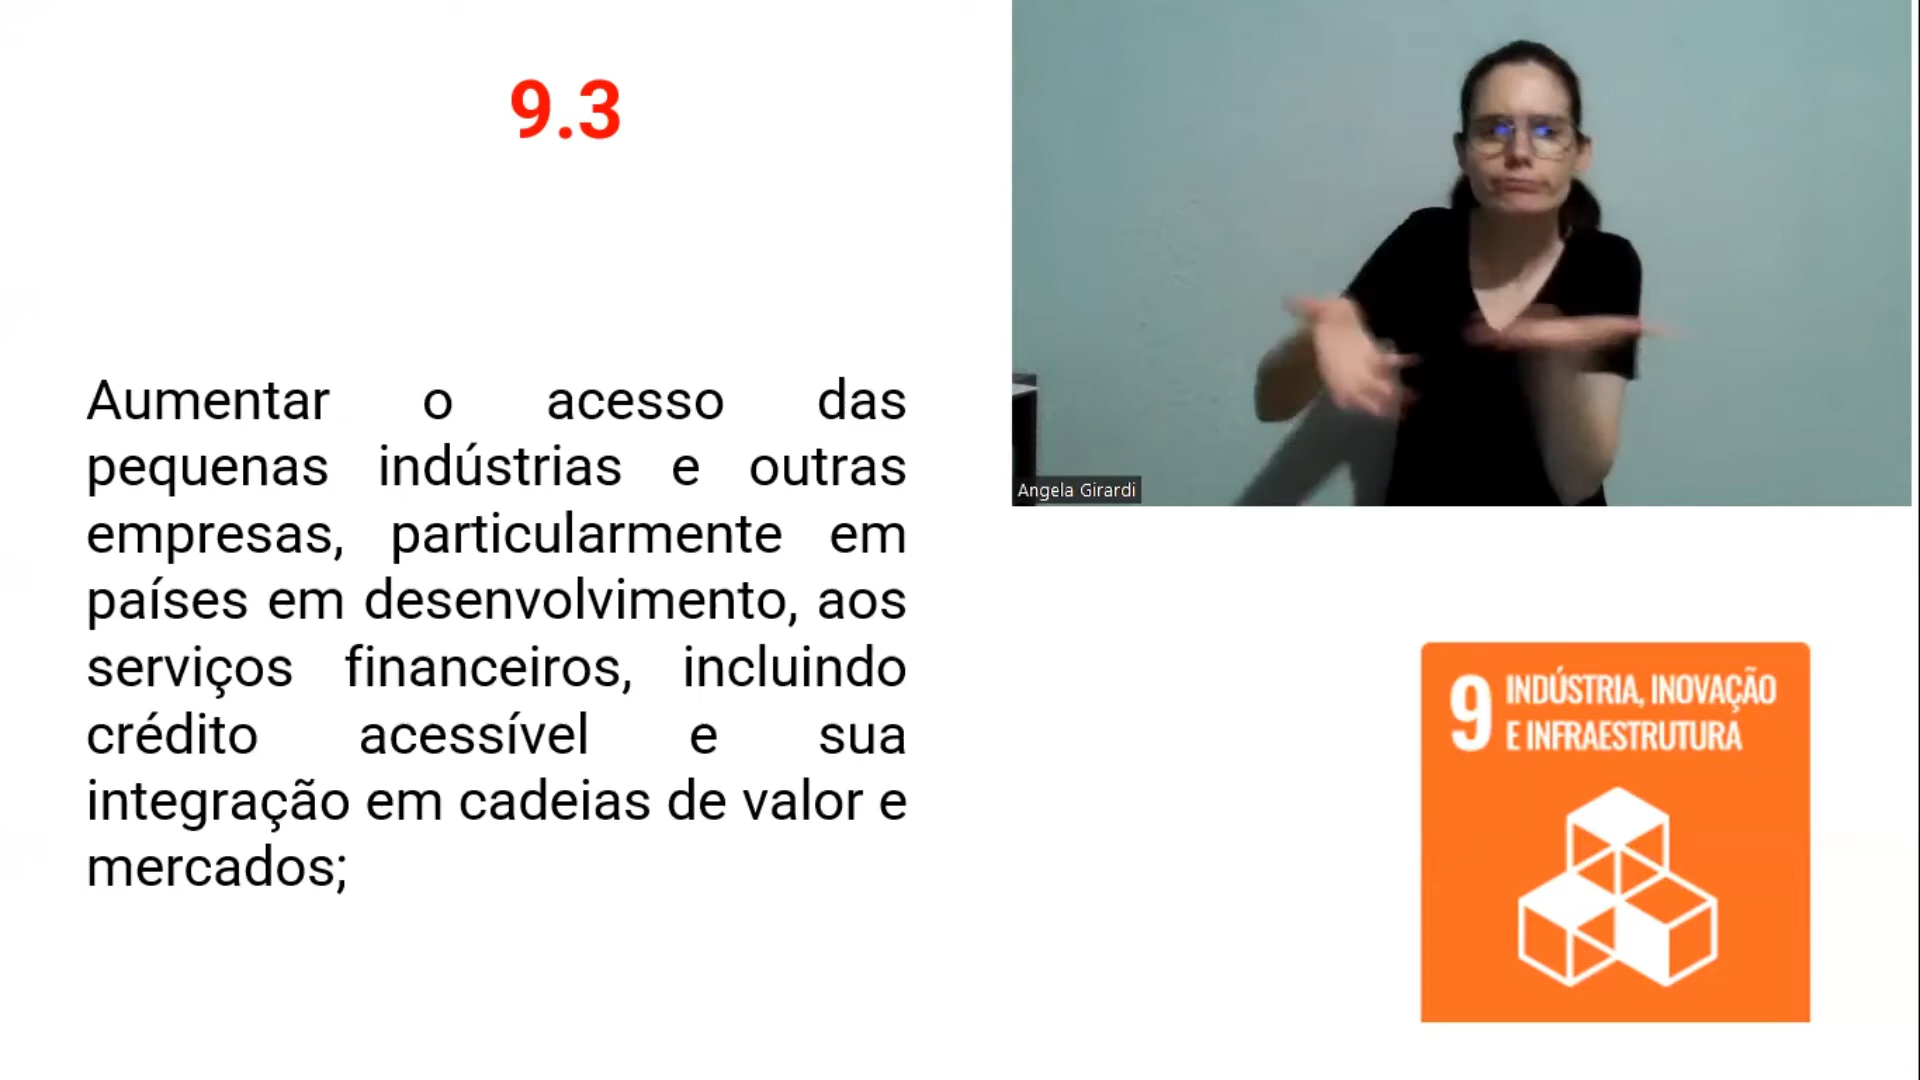 9.3
Aumentar o acesso das
pequenas indústrias e outras
empresas, particularmente em
países em desenvolvimento, aos
serviços financeiros, incluindo
crédito acessível e sua
integração em cadeias de valor e
mercados;
Angela Girardi
9 INDÚSTRIA, INOVAÇÃO
E INFRAESTRUTURA